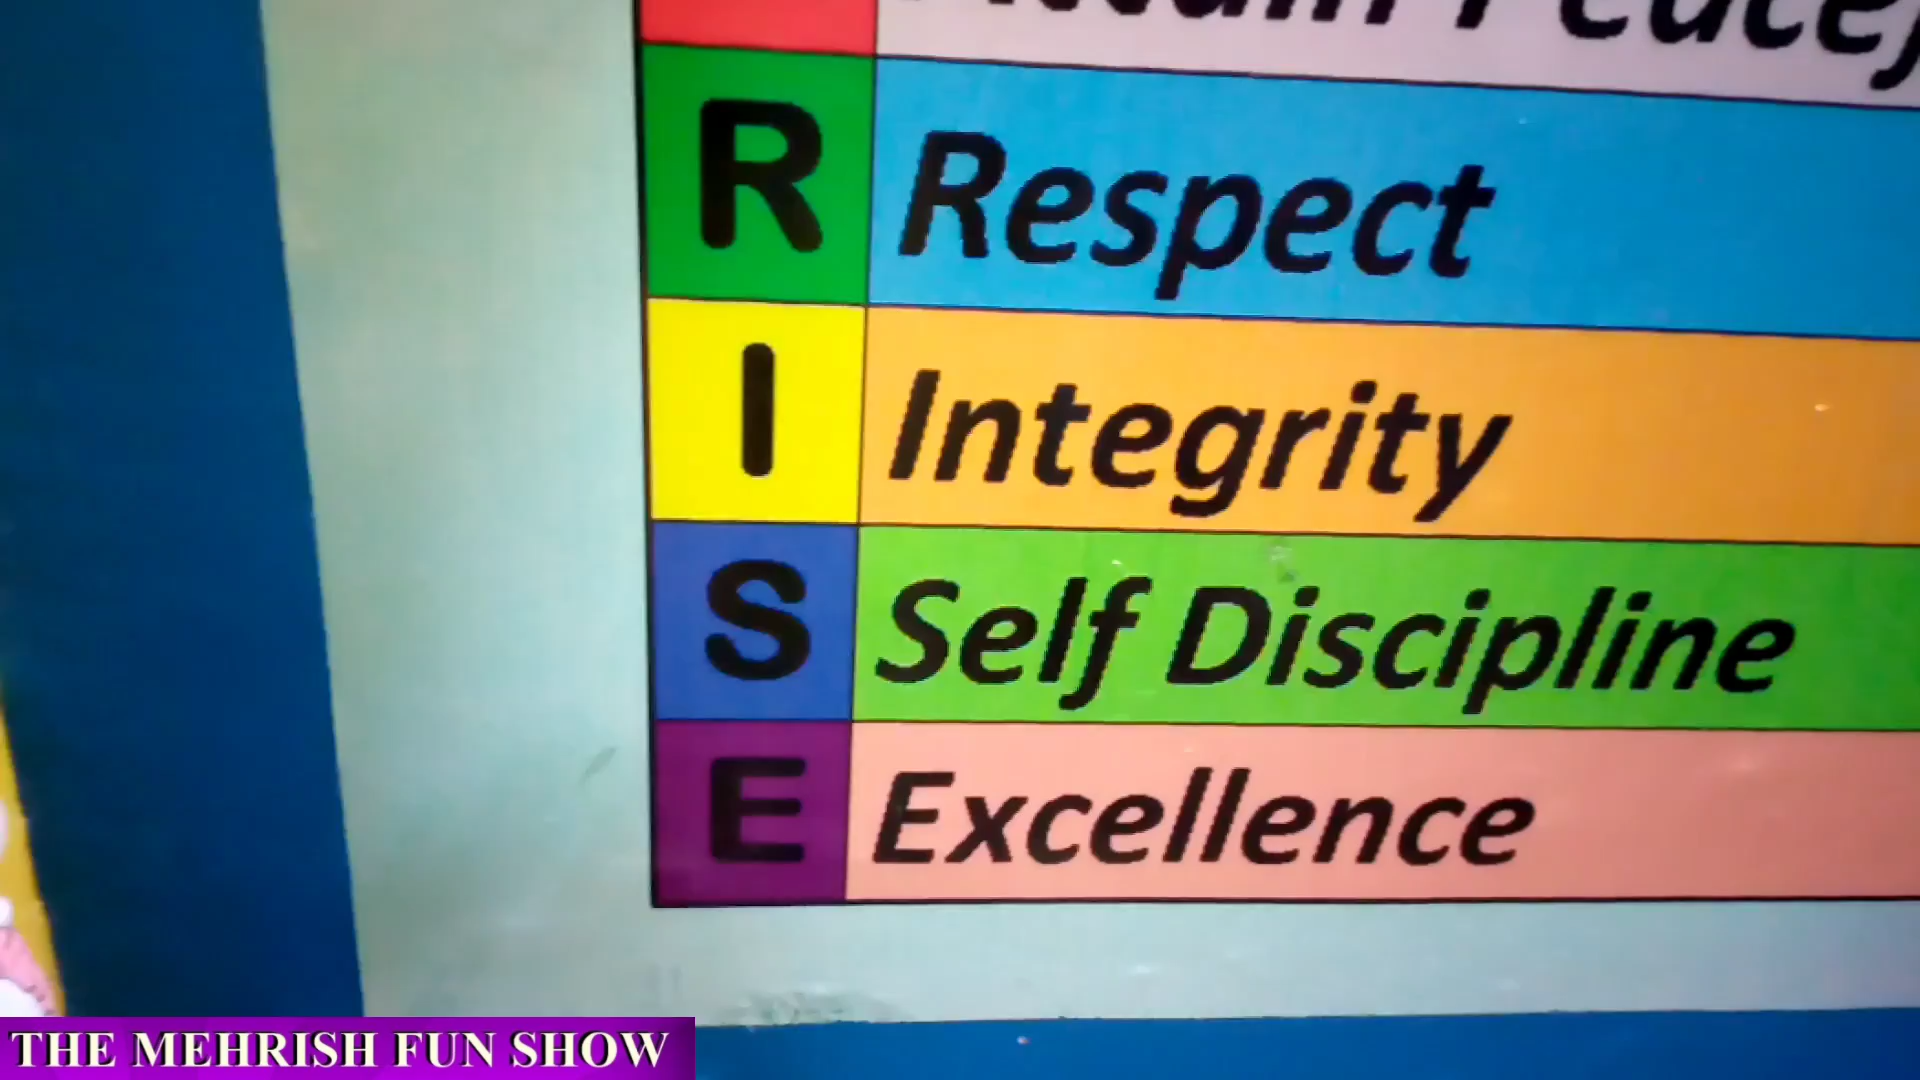 R Respect
I Integrity
S Self Discipline
E Excellence
THE MEHRISH FUN SHOW